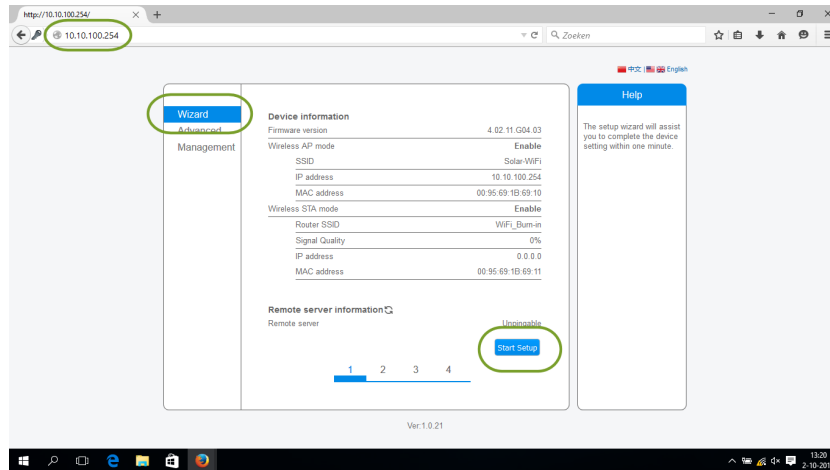 http://10.10.100.254/
10.10.100.254
Zoeken
中文 | English
Wizard
Advanced
Management
Device information
Firmware version 4.02.11.G04.03
Wireless AP mode Enable
SSID Solar-WiFi
IP address 10.10.100.254
MAC address 00:95:69:1B:69:10
Wireless STA mode Enable
Router SSID WiFi_Burn-in
Signal Quality 0%
IP address 0.0.0.0
MAC address 00:95:69:1B:69:11
Remote server information
Remote server Unpingable
Start Setup
1 2 3 4
Help
The setup wizard will assist
you to complete the device
setting within one minute.
Ver:1.0.21
13:20
2-10-201